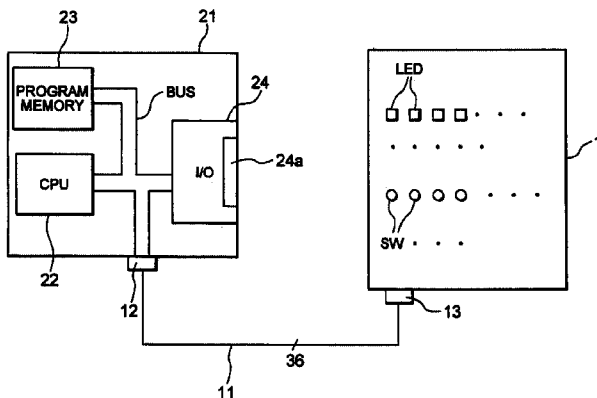 23
21
PROGRAM
MEMORY
BUS
24
24a
I/O
CPU
22
12
LED
SW
13
36
11